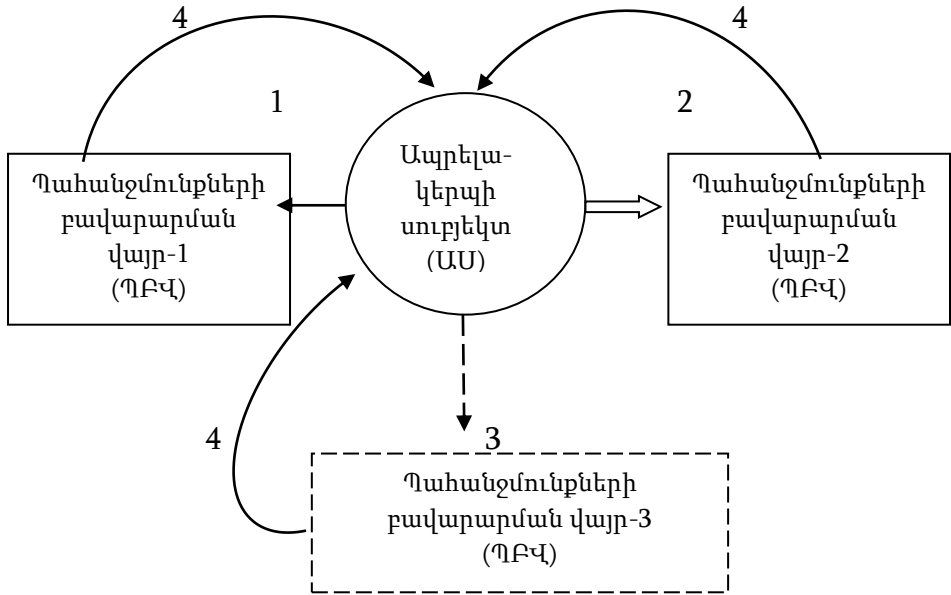 4
4
1
2
Պահանջմունքների
բավարարման
վայր-1
(ՊԲՎ)
Ապրելա-
կերպի
սուբյեկտ
(ԱՍ)
Պահանջմունքների
բավարարման
վայր-2
(ՊԲՎ)
4
3
Պահանջմունքների
բավարարման վայր-3
(ՊԲՎ)